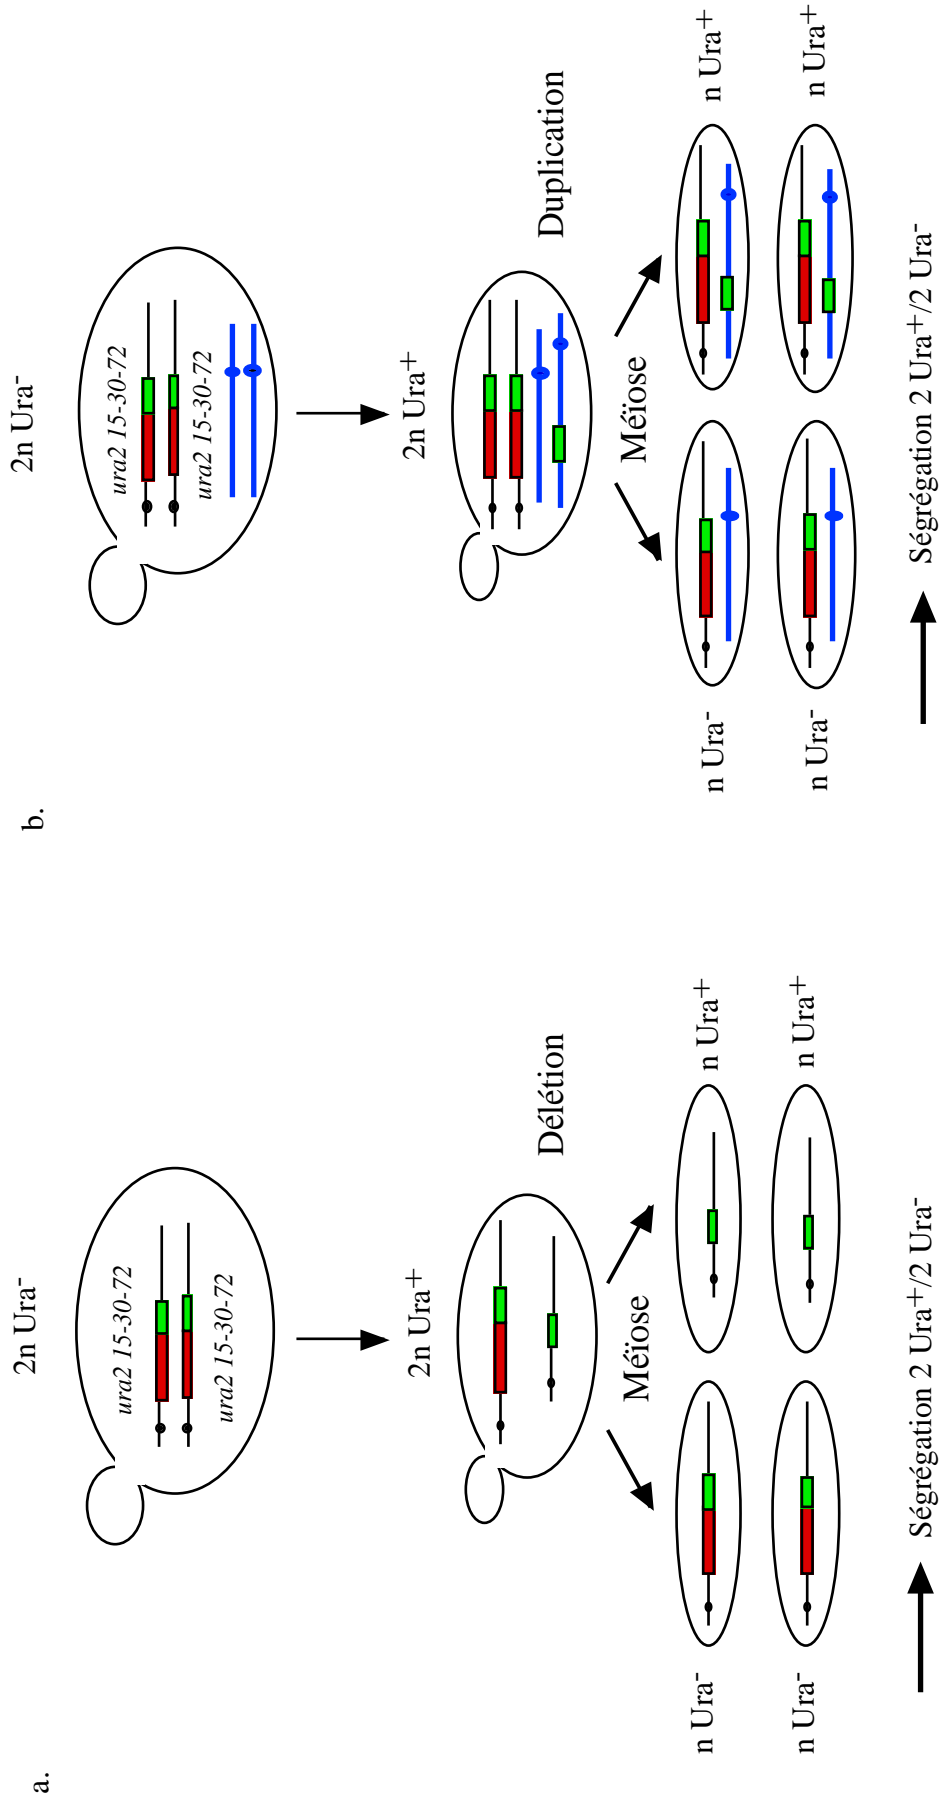 a.
2n Ura-
ura2 15-30-72
ura2 15-30-72
2n Ura+
Délétion
Méïose
n Ura-
n Ura+
n Ura-
n Ura+
Ségrégation 2 Ura+/2 Ura-
b.
2n Ura-
ura2 15-30-72
ura2 15-30-72
2n Ura+
Duplication
Méïose
n Ura-
n Ura+
n Ura-
n Ura+
Ségrégation 2 Ura+/2 Ura-